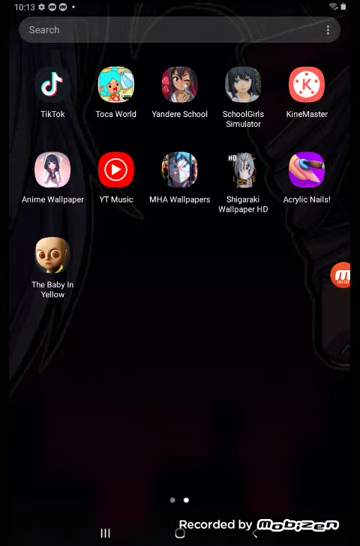 10:13
Search
TikTok
Toca World
Yandere School
SchoolGirls
Simulator
KineMaster
Anime Wallpaper
YT Music
MHA Wallpapers
HD
Shigaraki
Wallpaper HD
Acrylic Nails!
The Baby In
Yellow
Recorded by Mobizen